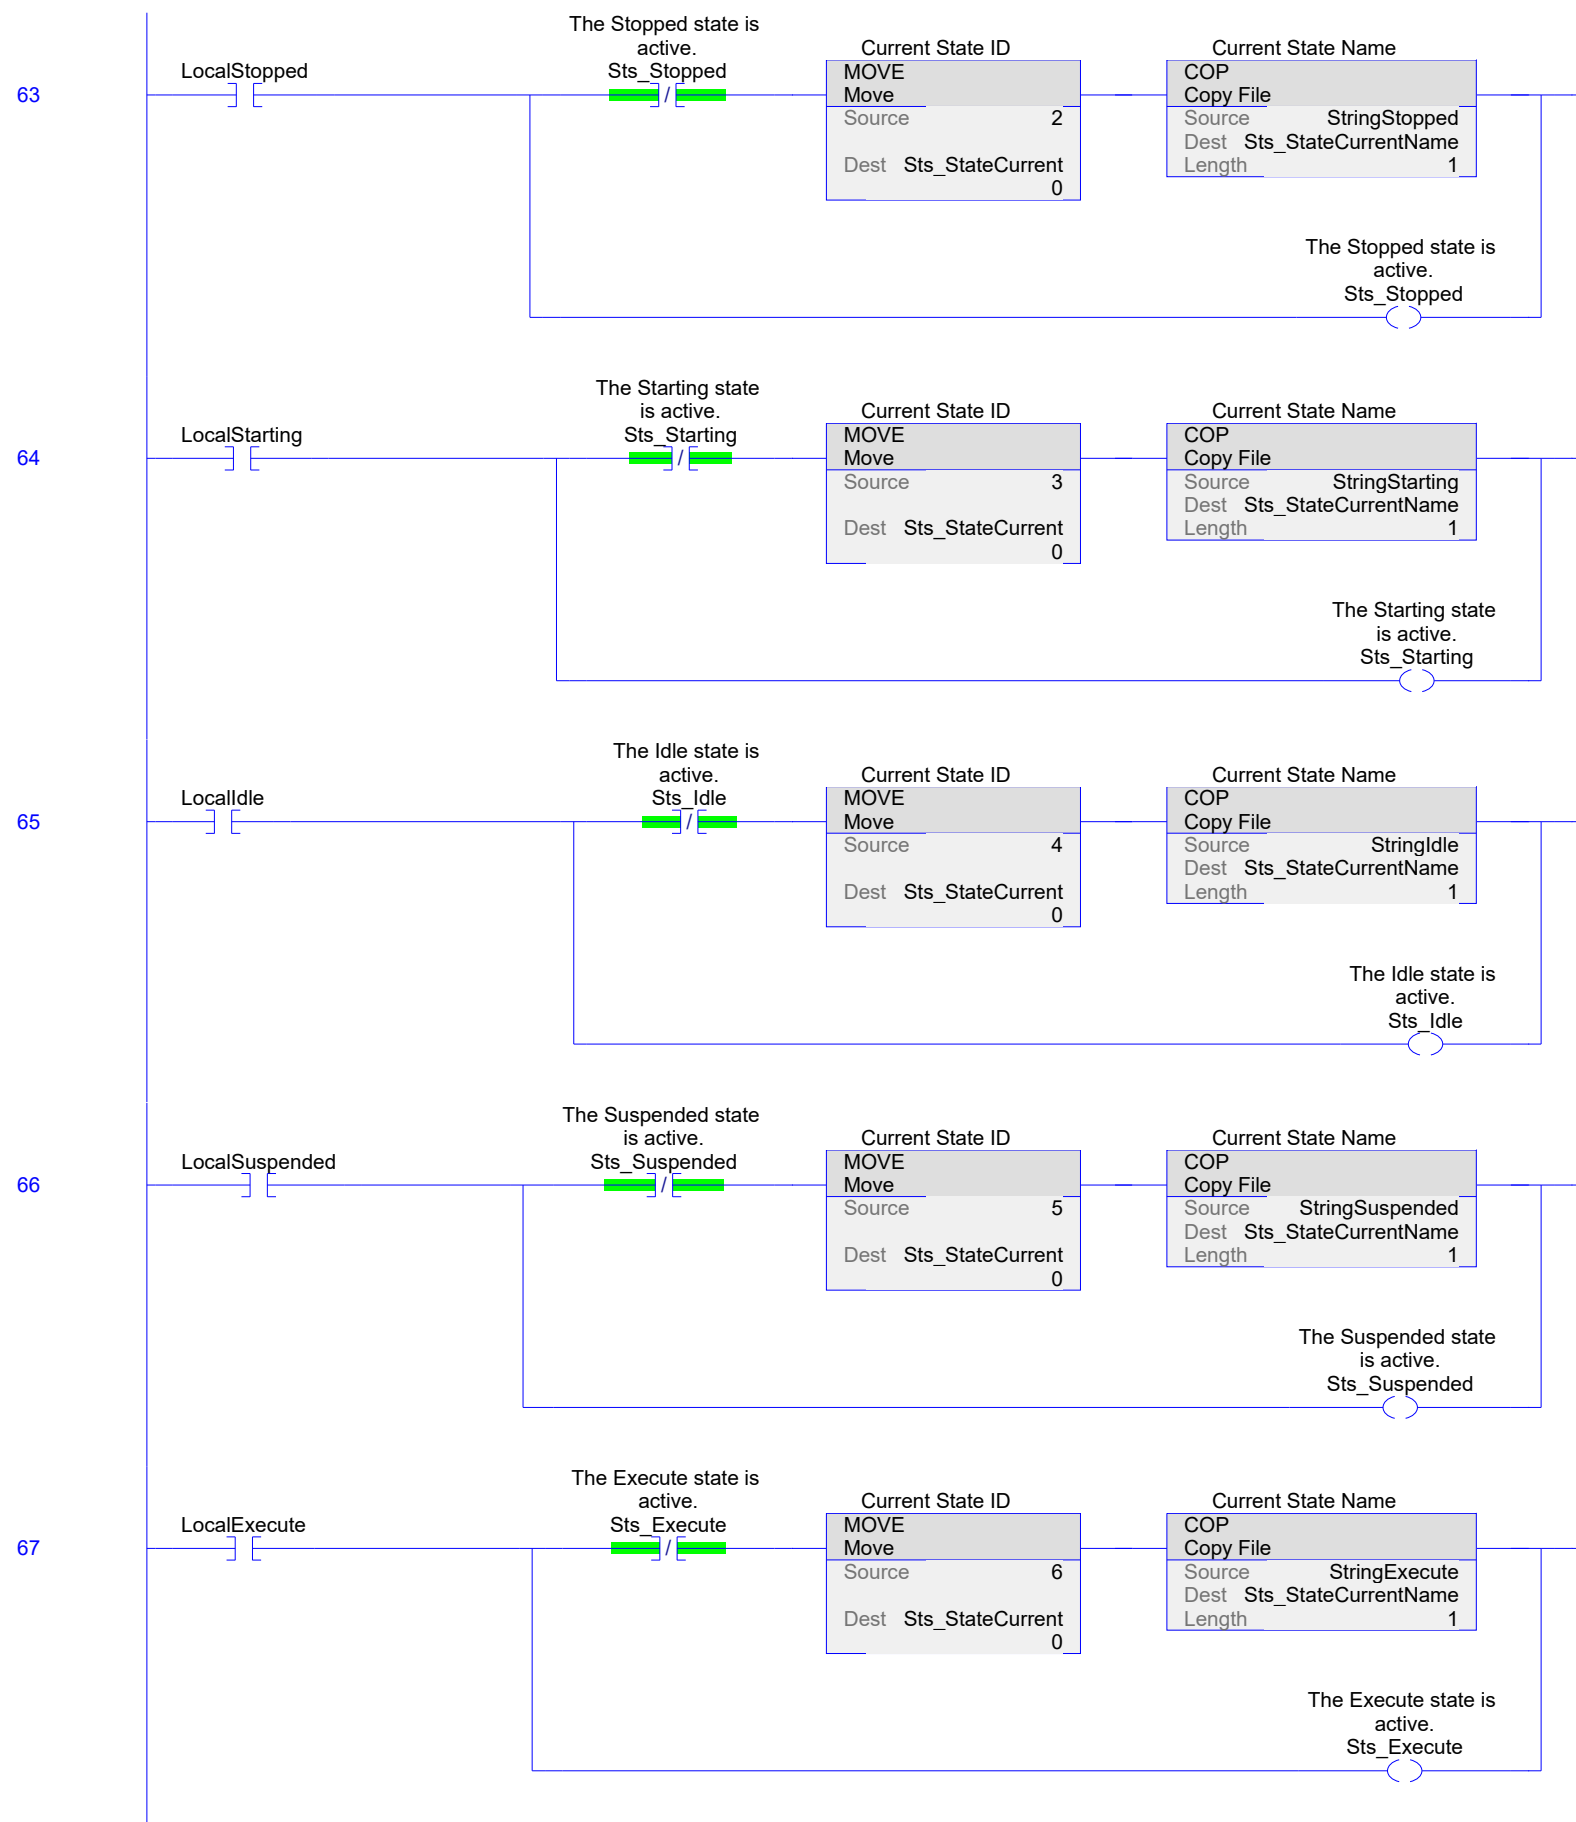 The Stopped state is
active.
LocalStopped
Sts_Stopped
Current State ID
Current State Name
63
/
MOVE
Move
Source 2
Dest Sts_StateCurrent
0
COP
Copy File
Source StringStopped
Dest Sts_StateCurrentName
Length 1
The Stopped state is
active.
Sts_Stopped
The Starting state
is active.
LocalStarting
Sts_Starting
Current State ID
Current State Name
64
/
MOVE
Move
Source 3
Dest Sts_StateCurrent
0
COP
Copy File
Source StringStarting
Dest Sts_StateCurrentName
Length 1
The Starting state
is active.
Sts_Starting
The Idle state is
active.
LocalIdle
Sts_Idle
Current State ID
Current State Name
65
/
MOVE
Move
Source 4
Dest Sts_StateCurrent
0
COP
Copy File
Source StringIdle
Dest Sts_StateCurrentName
Length 1
The Idle state is
active.
Sts_Idle
The Suspended state
is active.
LocalSuspended
Sts_Suspended
Current State ID
Current State Name
66
/
MOVE
Move
Source 5
Dest Sts_StateCurrent
0
COP
Copy File
Source StringSuspended
Dest Sts_StateCurrentName
Length 1
The Suspended state
is active.
Sts_Suspended
The Execute state is
active.
LocalExecute
Sts_Execute
Current State ID
Current State Name
67
/
MOVE
Move
Source 6
Dest Sts_StateCurrent
0
COP
Copy File
Source StringExecute
Dest Sts_StateCurrentName
Length 1
The Execute state is
active.
Sts_Execute